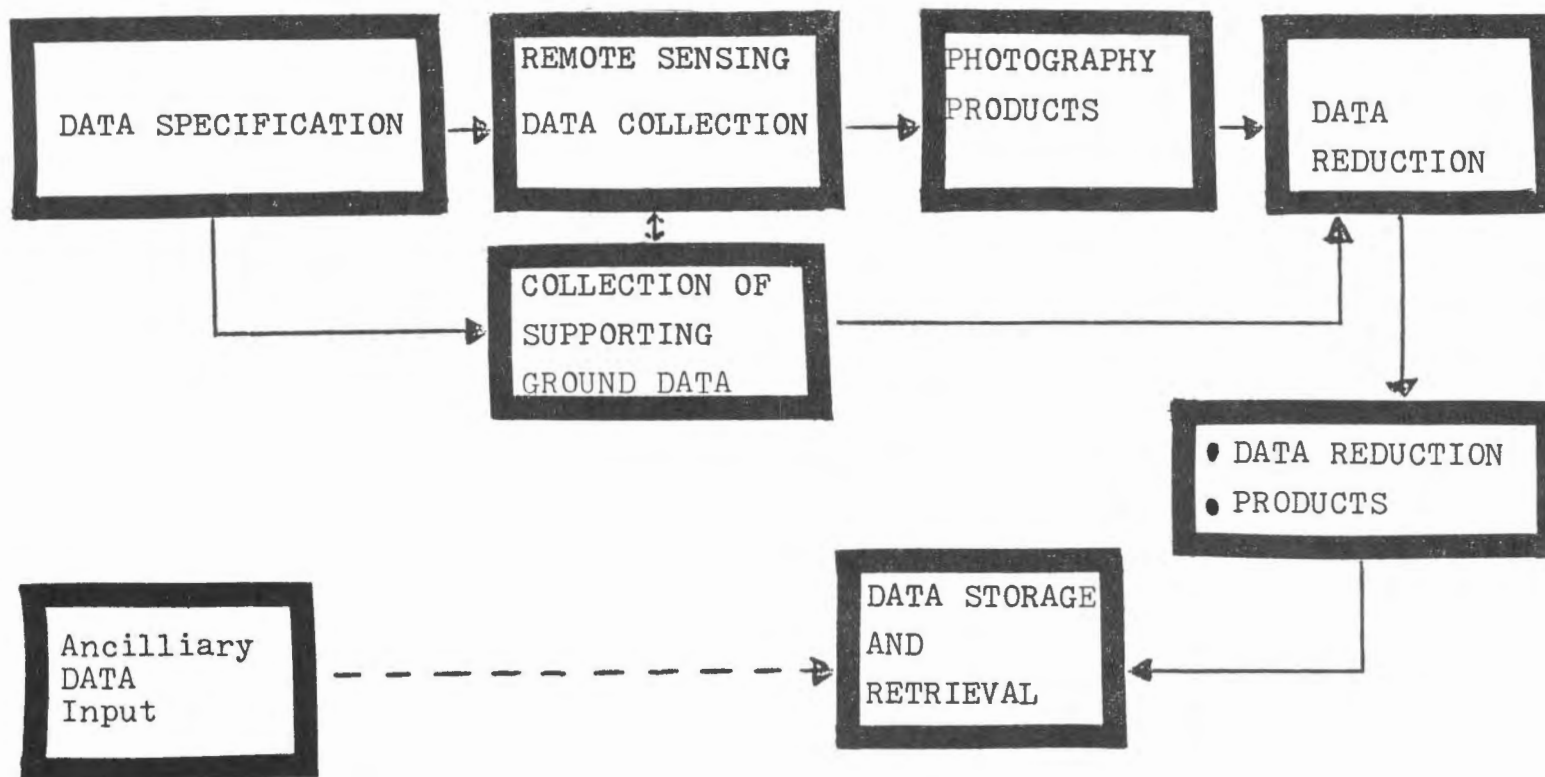 DATA SPECIFICATION
REMOTE SENSING
DATA COLLECTION
PHOTOGRAPHY
PRODUCTS
DATA
REDUCTION
COLLECTION OF
SUPPORTING
GROUND DATA
• DATA REDUCTION
• PRODUCTS
Ancilliary
DATA
Input
DATA STORAGE
AND
RETRIEVAL